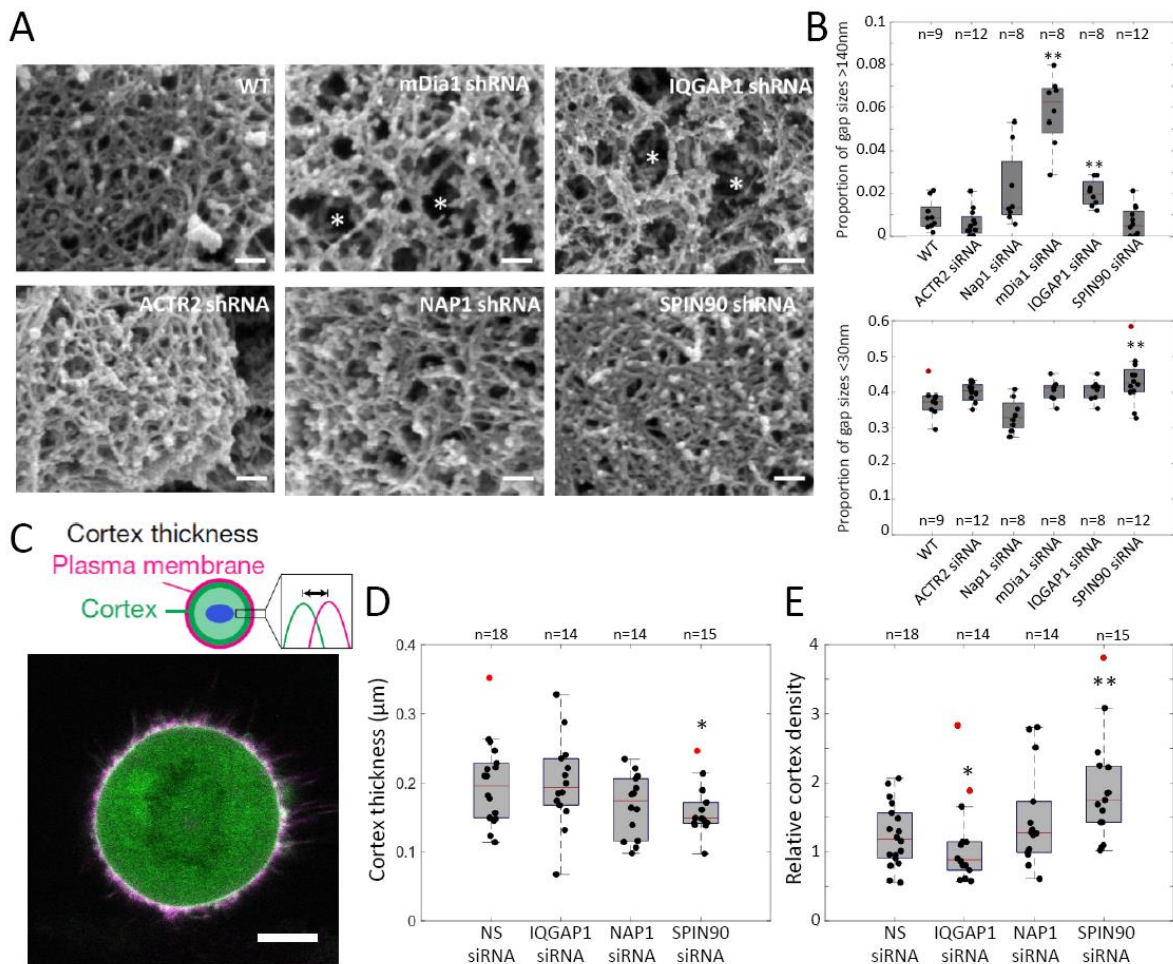 A
WT
mDia1 shRNA
IQGAP1 shRNA
*
*
*
*
ACTR2 shRNA
NAP1 shRNA
SPIN90 shRNA
B
Proportion of gap sizes >140nm
0.1
0.08
0.06
0.04
0.02
0
n=9 n=12 n=8 n=8 n=8 n=12
**
**
WT
ACTR2 siRNA
Nap1 siRNA
mDia1 siRNA
IQGAP1 siRNA
SPIN90 siRNA
Proportion of gap sizes <30nm
0.6
0.5
0.4
0.3
0.2
0.1
0
**
n=9 n=12 n=8 n=8 n=8 n=12
WT
ACTR2 siRNA
Nap1 siRNA
mDia1 siRNA
IQGAP1 siRNA
SPIN90 siRNA
C
Cortex thickness
Plasma membrane
Cortex
D
n=18 n=14 n=14 n=15
Cortex thickness (µm)
0.4
0.3
0.2
0.1
0
*
NS siRNA
IQGAP1 siRNA
NAP1 siRNA
SPIN90 siRNA
E
n=18 n=14 n=14 n=15
Relative cortex density
4
3
2
1
0
*
**
NS siRNA
IQGAP1 siRNA
NAP1 siRNA
SPIN90 siRNA